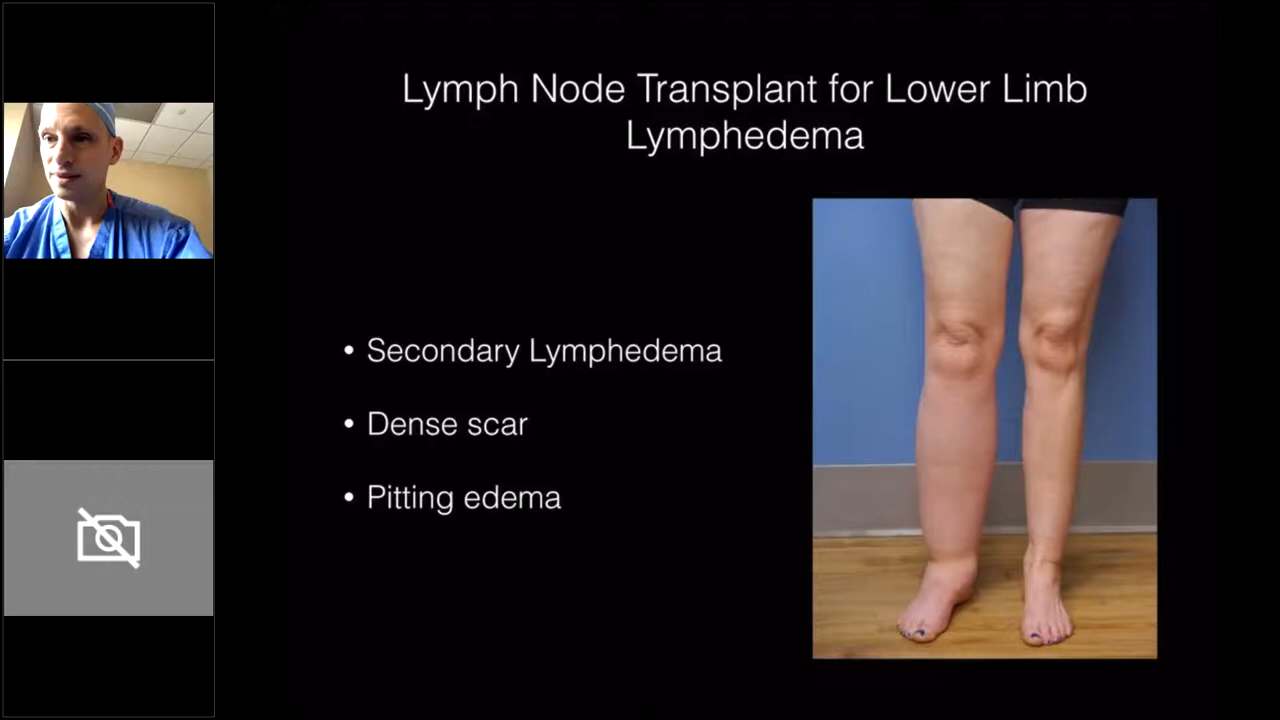 Lymph Node Transplant for Lower Limb
Lymphedema
• Secondary Lymphedema
• Dense scar
• Pitting edema